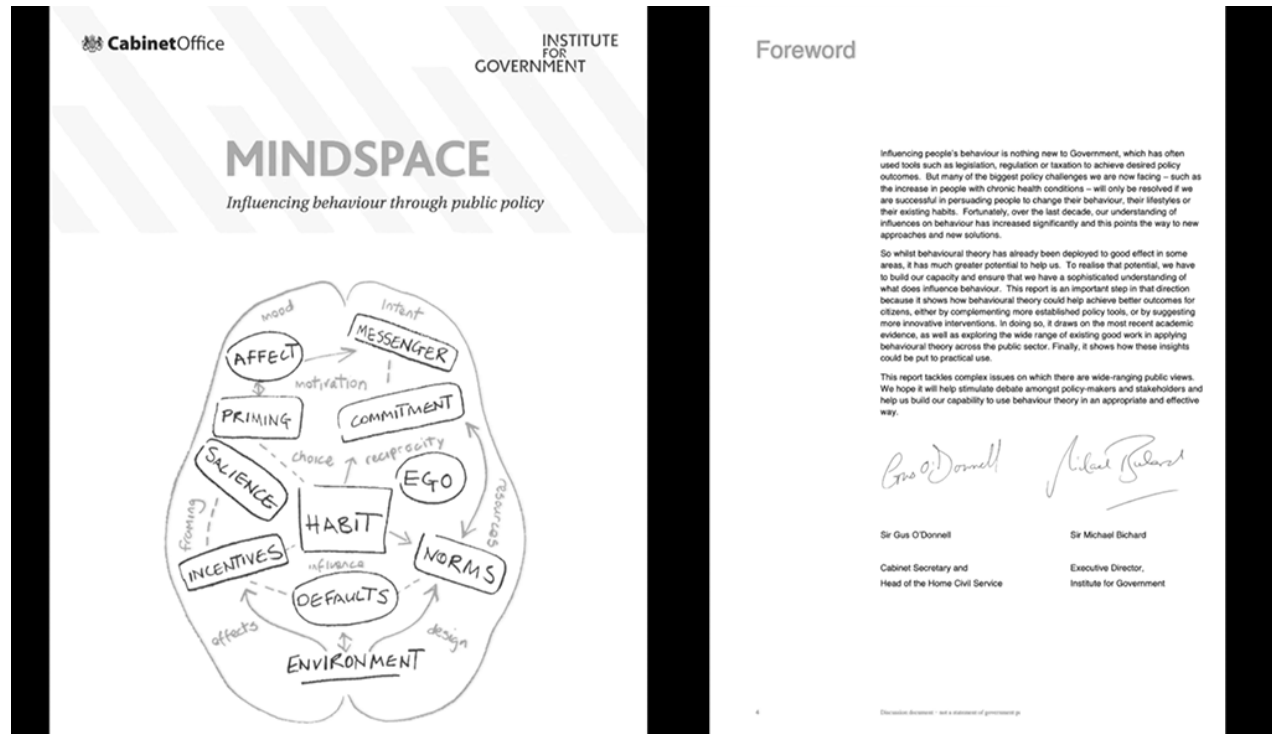 CabinetOffice
INSTITUTE
FOR
GOVERNMENT
MINDSPACE
Influencing behaviour through public policy
mood
Intent
AFFECT
MESSENGER
motivation
PRIMING
COMMITMENT
choice
reciprocity
SALIENCE
EGO
framing
HABIT
resources
INCENTIVES
influence
NORMS
DEFAULTS
effects
design
ENVIRONMENT
Foreword
Influencing people's behaviour is nothing new to Government, which has often
used tools such as legislation, regulation or taxation to achieve desired policy
outcomes. But many of the biggest policy challenges we are now facing – such as
the increase in people with chronic health conditions – will only be resolved if we
are successful in persuading people to change their behaviour, their lifestyles or
their existing habits. Fortunately, over the last decade, our understanding of
influences on behaviour has increased significantly and this points the way to new
approaches and new solutions.
So whilst behavioural theory has already been deployed to good effect in some
areas, it has much greater potential to help us. To realise that potential, we have
to build our capacity and ensure that we have a sophisticated understanding of
what does influence behaviour. This report is an important step in that direction
because it shows how behavioural theory could help achieve better outcomes for
citizens, either by complementing more established policy tools, or by suggesting
more innovative interventions. In doing so, it draws on the most recent academic
evidence, as well as exploring the wide range of existing good work in applying
behavioural theory across the public sector. Finally, it shows how these insights
could be put to practical use.
This report tackles complex issues on which there are wide-ranging public views.
We hope it will help stimulate debate amongst policy-makers and stakeholders and
help us build our capability to use behaviour theory in an appropriate and effective
way.
Gus O'Donnell
Michael Bichard
Sir Gus O'Donnell
Sir Michael Bichard
Cabinet Secretary and
Head of the Home Civil Service
Executive Director,
Institute for Government
4
Discussion document – not a statement of government po